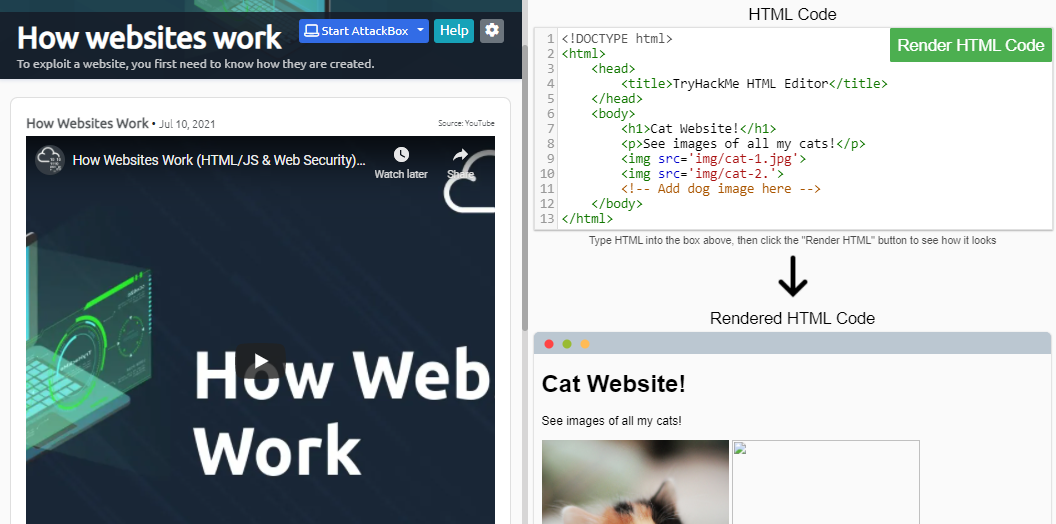 How websites work
Start AttackBox
Help
To exploit a website, you first need to know how they are created.
How Websites Work • Jul 10, 2021
Source: YouTube
How Websites Work (HTML/JS & Web Security)...
Watch later
Share
How Web
Work
HTML Code
Render HTML Code
1 <!DOCTYPE html>
2 <html>
3 <head>
4 <title>TryHackMe HTML Editor</title>
5 </head>
6 <body>
7 <h1>Cat Website!</h1>
8 <p>See images of all my cats!</p>
9 <img src='img/cat-1.jpg'>
10 <img src='img/cat-2.'>
11 <!-- Add dog image here -->
12 </body>
13 </html>
Type HTML into the box above, then click the "Render HTML" button to see how it looks
Rendered HTML Code
Cat Website!
See images of all my cats!